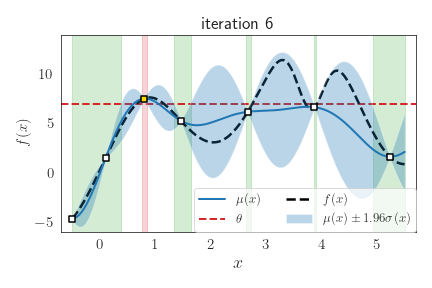 iteration 6
10
5
0
−5
f(x)
0 1 2 3 4 5
x
μ(x) f(x)
θ μ(x) ± 1.96σ(x)